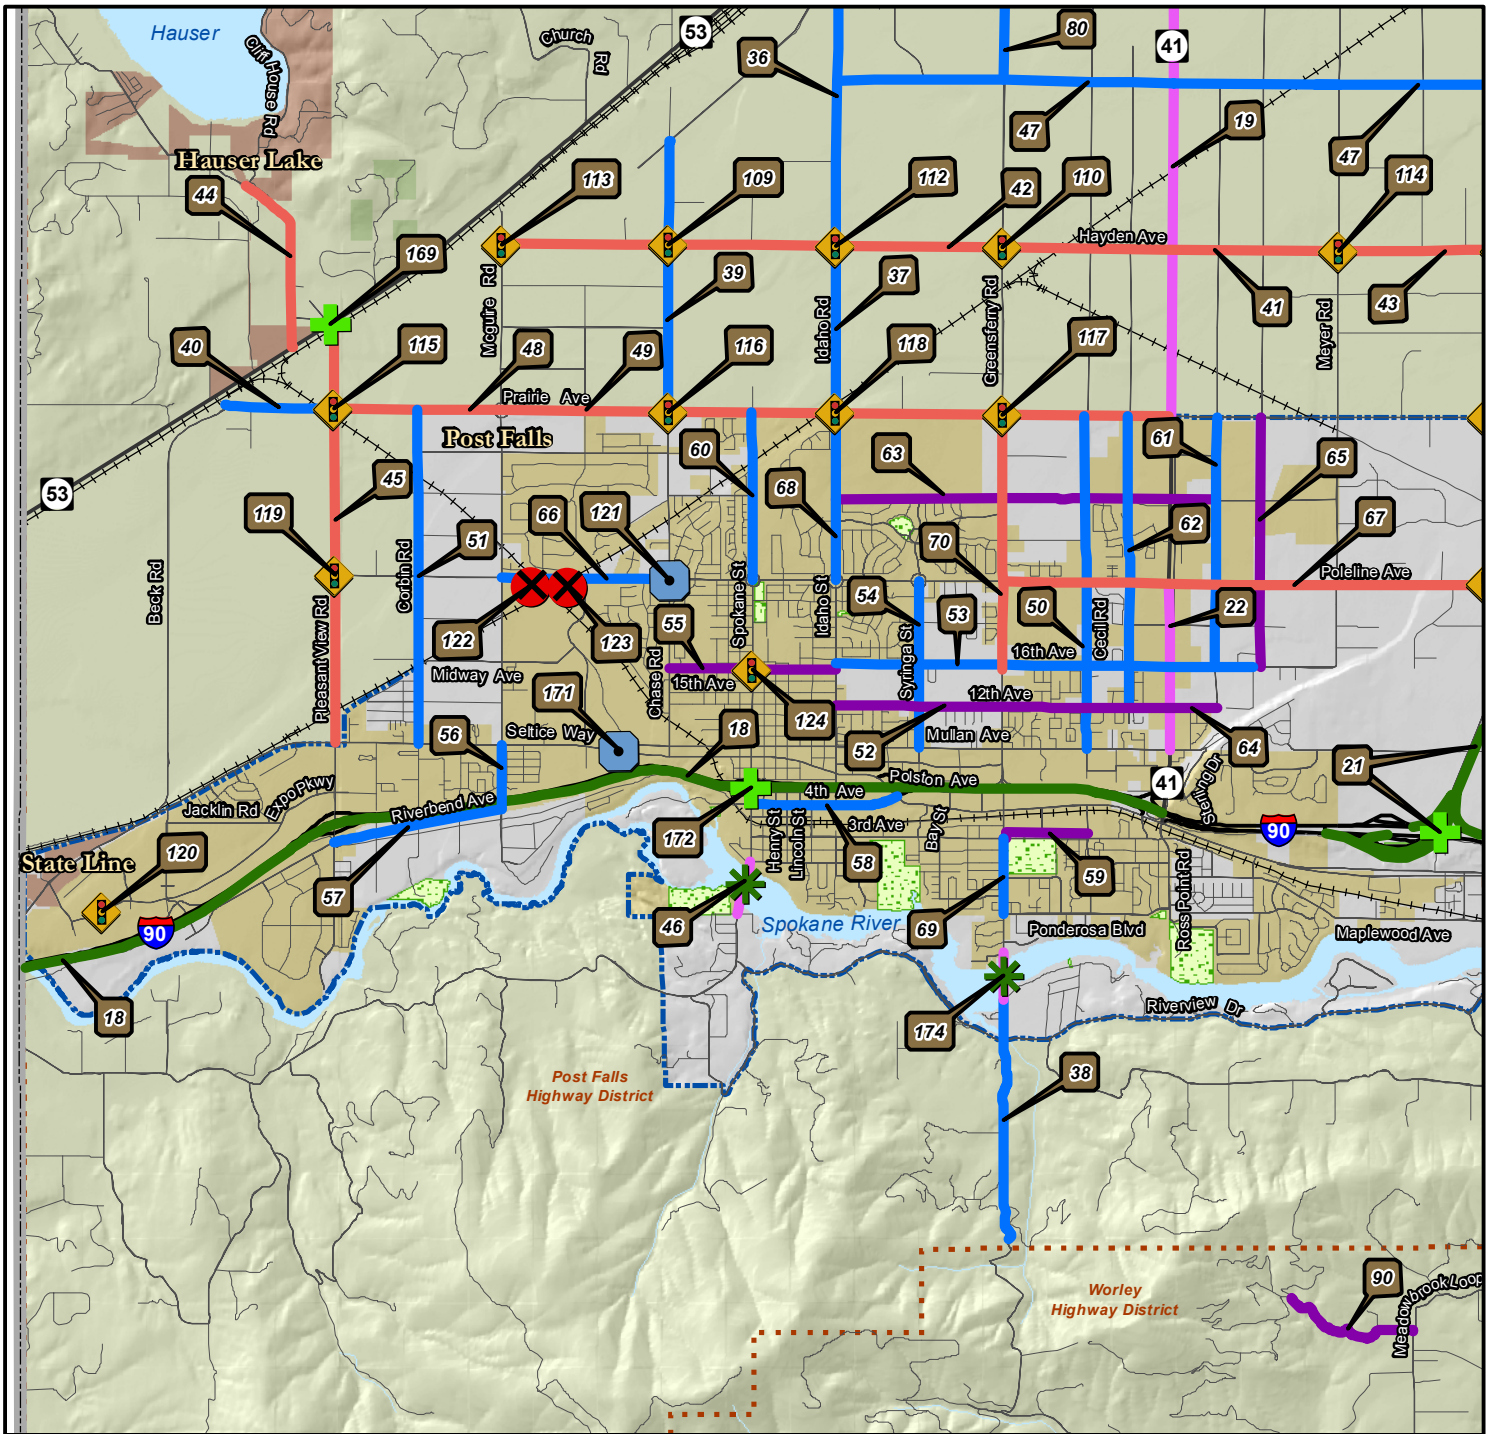 Hauser
Cliff House Rd
Church Rd
53
36
80
41
47
19
47
Hauser Lake
44
113
109
112
42
110
114
Hayden Ave
169
39
37
41
43
Mcguire Rd
Idaho Rd
Greensferry Rd
Meyer Rd
40
115
48
49
116
118
117
Prairie Ave
Post Falls
53
60
63
61
65
45
68
119
66
121
51
70
62
67
Beck Rd
Corbin Rd
Spokane St
Idaho St
Poleline Ave
54
53
50
22
122
123
55
Cecil Rd
16th Ave
Pleasant View Rd
Midway Ave
Chase Rd
15th Ave
Syringa St
12th Ave
171
Seltice Way
18
124
52
Mullan Ave
64
21
56
Polston Ave
Sterling Dr
41
Jacklin Rd
Expo Pkwy
Riverbend Ave
4th Ave
3rd Ave
Henry St
Lincoln St
Bay St
90
State Line
120
172
58
59
57
Ross Point Rd
90
46
Spokane River
69
Ponderosa Blvd
Maplewood Ave
18
174
Riverview Dr
38
Post Falls
Highway District
Worley
Highway District
90
Meadowbrook Loop